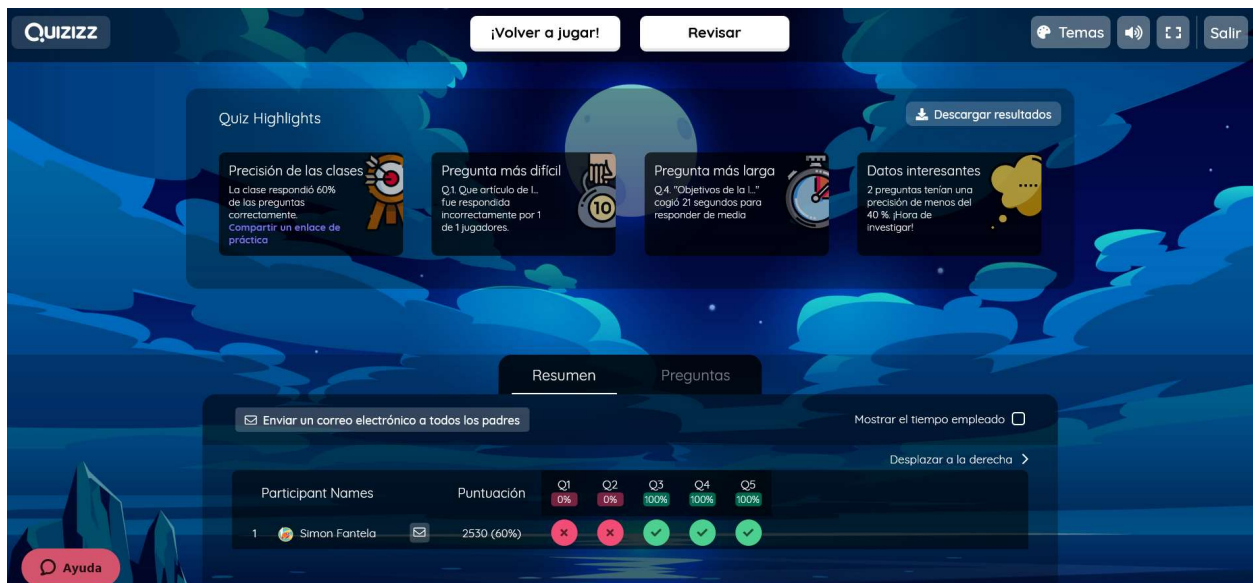 QUIZIZZ
¡Volver a jugar!
Revisar
Temas
Salir
Quiz Highlights
Descargar resultados
Precisión de las clases
La clase respondió 60%
de las preguntas
correctamente.
Compartir un enlace de
práctica
Pregunta más difícil
Q.1. Que artículo de l...
fue respondida
incorrectamente por 1
de 1 jugadores.
10
Pregunta más larga
Q.4. "Objetivos de la l..."
cogió 21 segundos para
responder de media
Datos interesantes
2 preguntas tenían una
precisión de menos del
40 %. ¡Hora de
investigar!
Resumen
Preguntas
Enviar un correo electrónico a todos los padres
Mostrar el tiempo empleado
Desplazar a la derecha
Participant Names Puntuación Q1 Q2 Q3 Q4 Q5
0% 0% 100% 100% 100%
1 Simon Fantela 2530 (60%)
Ayuda